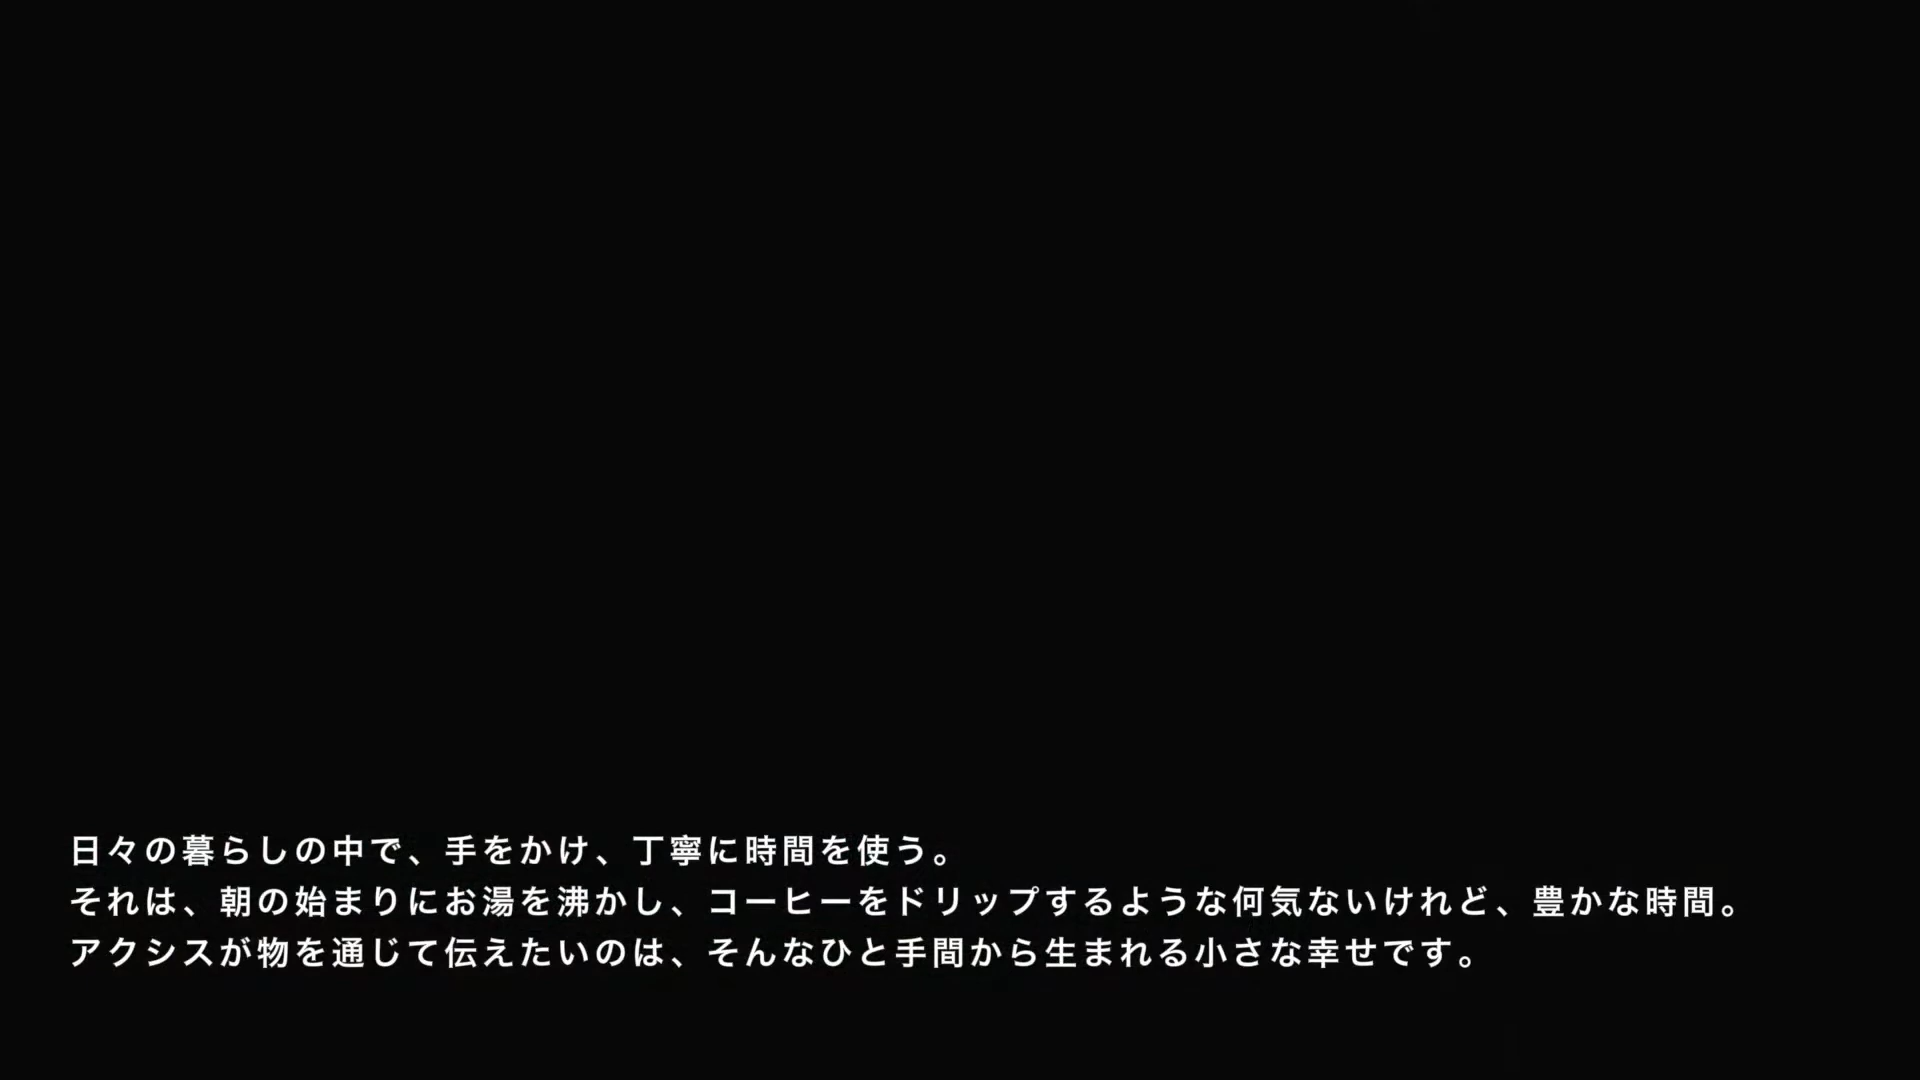 日々の暮らしの中で、手をかけ、丁寧に時間を使う。
それは、朝の始まりにお湯を沸かし、コーヒーをドリップするような何気ないけれど、豊かな時間。
アクシスが物を通じて伝えたいのは、そんなひと手間から生まれる小さな幸せです。